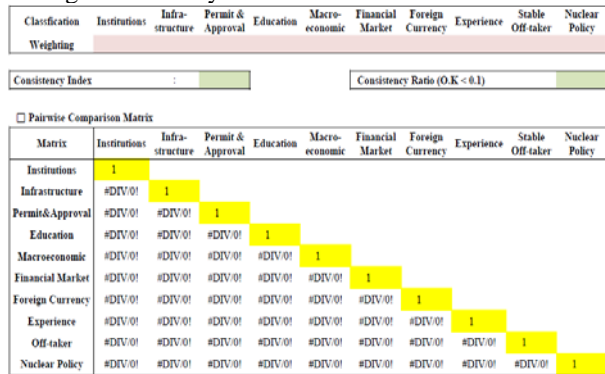 Classfication Institutions Infra-structure Permit & Approval Education Macro-economic Financial Market Foreign Currency Experience Stable Off-taker Nuclear Policy
Weighting
Consistency Index : Consistency Ratio (O.K < 0.1)
□ Pairwise Comparison Matrix
Matrix Institutions Infra-structure Permit & Approval Education Macro-economic Financial Market Foreign Currency Experience Stable Off-taker Nuclear Policy
Institutions 1
Infrastructure #DIV/0! 1
Permit&Approval #DIV/0! #DIV/0! 1
Education #DIV/0! #DIV/0! #DIV/0! 1
Macroeconomic #DIV/0! #DIV/0! #DIV/0! #DIV/0! 1
Financial Market #DIV/0! #DIV/0! #DIV/0! #DIV/0! #DIV/0! 1
Foreign Currency #DIV/0! #DIV/0! #DIV/0! #DIV/0! #DIV/0! #DIV/0! 1
Experience #DIV/0! #DIV/0! #DIV/0! #DIV/0! #DIV/0! #DIV/0! #DIV/0! 1
Off-taker #DIV/0! #DIV/0! #DIV/0! #DIV/0! #DIV/0! #DIV/0! #DIV/0! #DIV/0! 1
Nuclear Policy #DIV/0! #DIV/0! #DIV/0! #DIV/0! #DIV/0! #DIV/0! #DIV/0! #DIV/0! #DIV/0! 1